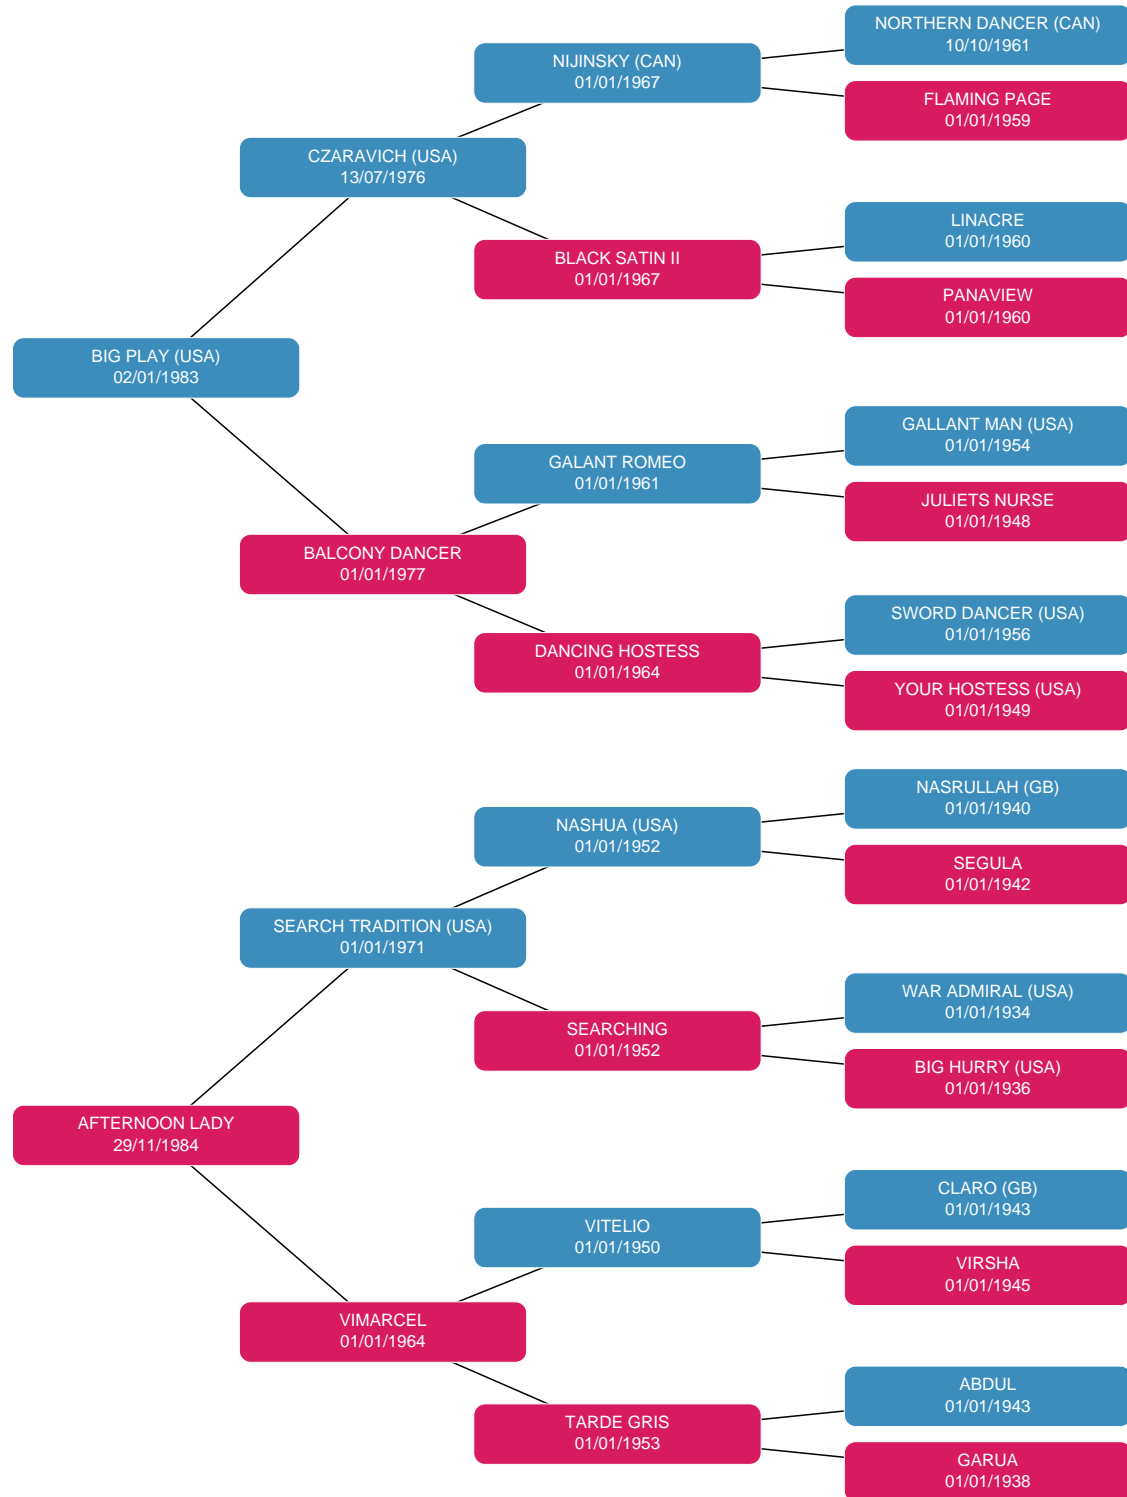 NORTHERN DANCER (CAN)
10/10/1961
NIJINSKY (CAN)
01/01/1967
FLAMING PAGE
01/01/1959
CZARAVICH (USA)
13/07/1976
LINACRE
01/01/1960
BLACK SATIN II
01/01/1967
PANAVIEW
01/01/1960
BIG PLAY (USA)
02/01/1983
GALLANT MAN (USA)
01/01/1954
GALANT ROMEO
01/01/1961
JULIETS NURSE
01/01/1948
BALCONY DANCER
01/01/1977
SWORD DANCER (USA)
01/01/1956
DANCING HOSTESS
01/01/1964
YOUR HOSTESS (USA)
01/01/1949
NASRULLAH (GB)
01/01/1940
NASHUA (USA)
01/01/1952
SEGULA
01/01/1942
SEARCH TRADITION (USA)
01/01/1971
WAR ADMIRAL (USA)
01/01/1934
SEARCHING
01/01/1952
BIG HURRY (USA)
01/01/1936
AFTERNOON LADY
29/11/1984
CLARO (GB)
01/01/1943
VITELIO
01/01/1950
VIRSHA
01/01/1945
VIMARCEL
01/01/1964
ABDUL
01/01/1943
TARDE GRIS
01/01/1953
GARUA
01/01/1938